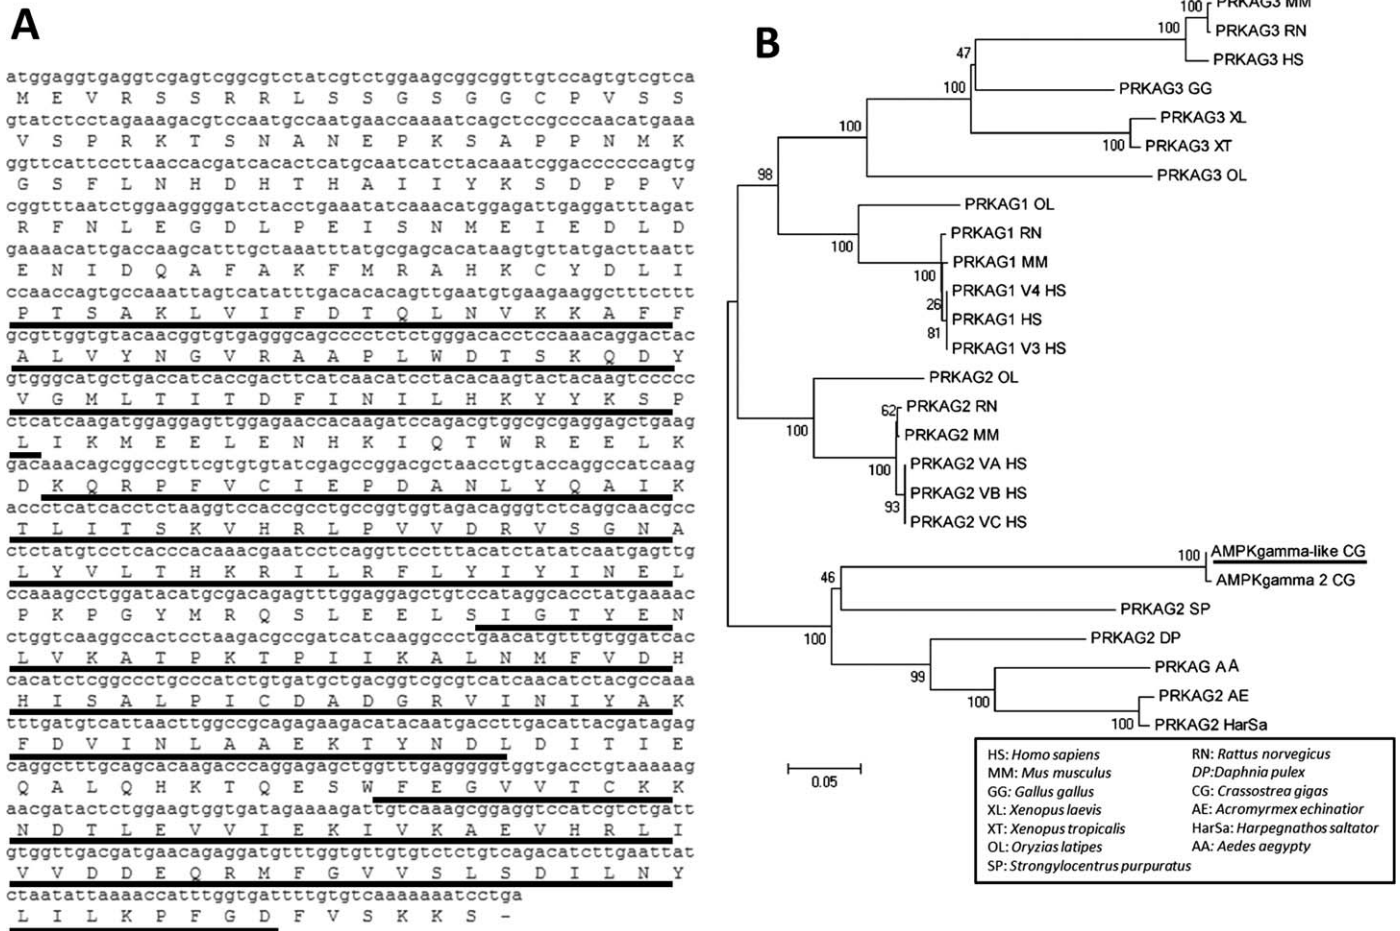 A
atggaggtgaggtcgagtcggcgtctatcgtctggaagcggcggttgtccagtgtcgtca
M E V R S S R R L S S G S G G C P V S S
gtatctcctagaaagacgtccaatgccaatgaaccaaaatcagctccgcccaacatgaaa
V S P R K T S N A N E P K S A P P N M K
ggttcattccttaaccacgatcacactcatgcaatcatctacaaatcggacccccccagtg
G S F L N H D H T H A I I Y K S D P P V
cggtttaatctggaaggggatctacctgaaatatcaaacatggagattgaggatttagat
R F N L E G D L P E I S N M E I E D L D
gaaaacattgaccaagcatttgctaaatttatgcgagcacataagtgttatgacttaatt
E N I D Q A F A K F M R A H K C Y D L I
ccaaccagtgccaaattagtcatatttgacacacagttgaatgtgaagaaggctttcttt
P T S A K L V I F D T Q L N V K K A F F
gcgttggtgtacaacggtgtgagggcagcccctctctgggacacctccaaacaggactac
A L V Y N G V R A A P L W D T S K Q D Y
gtgggcatgctgaccatcaccgacttcatcaacatcctacacaagtactacaagtccccc
V G M L T I T D F I N I L H K Y Y K S P
ctcatcaagatggaggagttggagaaccacaagatccagacgtggcgcgaggagctgaag
L I K M E E L E N H K I Q T W R E E L K
gacaaacagcggccgttcgtgtgtatcgagccggacgctaacctgtaccaggccatcaag
D K Q R P F V C I E P D A N L Y Q A I K
accctcatcacctctaaggtccaccgcctgccggtggtagacagggtctcaggcaacgcc
T L I T S K V H R L P V V D R V S G N A
ctctatgtcctcacccacaaacgaatcctcaggttcctttacatctatatcaatgagttg
L Y V L T H K R I L R F L Y I Y I N E L
ccaaagcctggatacatgcgacagagtttggaggagctgtccataggcacctatgaaaac
P K P G Y M R Q S L E E L S I G T Y E N
ctggtcaaggccactcctaagacgccgatcatcaaggccctgaacatgtttgtggatcac
L V K A T P K T P I I K A L N M F V D H
cacatctcggccctgcccatctgtgatgctgacggtcgcgtcatcaacatctacgccaaa
H I S A L P I C D A D G R V I N I Y A K
tttgatgtcattaacttggccgcagagaagacatacaatgaccttgacattacgatagag
F D V I N L A A E K T Y N D L D I T I E
caggctttgcagcacaagacccaggagagctggtttgagggggtggtgacctgtaaaaag
Q A L Q H K T Q E S W F E G V V T C K K
aacgatactctggaagtggtgatagaaaagattgtcaaagcggaggtccatcgtctgatt
N D T L E V V I E K I V K A E V H R L I
gtggttgacgatgaacagaggatgtttggtgttgtgtctctgtcagacatcttgaattat
V V D D E Q R M F G V V S L S D I L N Y
ctaatattaaaaccatttggtgattttgtgtcaaaaaaatcctga
L I L K P F G D F V S K K S -
B
PRKAG3 MM
100
PRKAG3 RN
100
PRKAG3 HS
47
PRKAG3 GG
100
PRKAG3 XL
100
PRKAG3 XT
100
PRKAG3 OL
98
PRKAG1 OL
PRKAG1 RN
100
PRKAG1 MM
100
PRKAG1 V4 HS
26
PRKAG1 HS
81
PRKAG1 V3 HS
PRKAG2 OL
62
PRKAG2 RN
100
PRKAG2 MM
PRKAG2 VA HS
100
PRKAG2 VB HS
93
PRKAG2 VC HS
100
AMPKgamma-like CG
46
AMPKgamma 2 CG
PRKAG2 SP
100
PRKAG2 DP
PRKAG AA
99
PRKAG2 AE
100
100
PRKAG2 HarSa
0.05
HS: Homo sapiens
MM: Mus musculus
GG: Gallus gallus
XL: Xenopus laevis
XT: Xenopus tropicalis
OL: Oryzias latipes
SP: Strongylocentrus purpuratus
RN: Rattus norvegicus
DP:Daphnia pulex
CG: Crassostrea gigas
AE: Acromyrmex echinatior
HarSa: Harpegnathos saltator
AA: Aedes aegypty